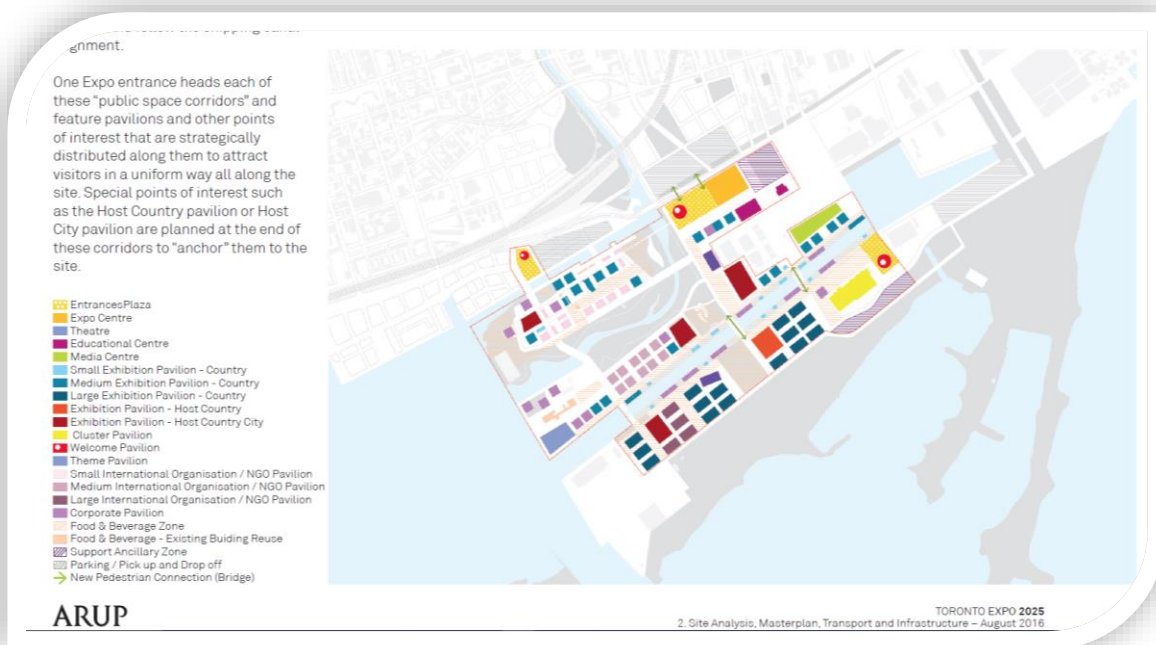 gnment.
One Expo entrance heads each of
these “public space corridors” and
feature pavilions and other points
of interest that are strategically
distributed along them to attract
visitors in a uniform way all along the
site. Special points of interest such
as the Host Country pavilion or Host
City pavilion are planned at the end of
these corridors to “anchor” them to the
site.
EntrancesPlaza
Expo Centre
Theatre
Educational Centre
Media Centre
Small Exhibition Pavilion - Country
Medium Exhibition Pavilion - Country
Large Exhibition Pavilion - Country
Exhibition Pavilion - Host Country
Exhibition Pavilion - Host Country City
Cluster Pavilion
Welcome Pavilion
Theme Pavilion
Small International Organisation / NGO Pavilion
Medium International Organisation / NGO Pavilion
Large International Organisation / NGO Pavilion
Corporate Pavilion
Food & Beverage Zone
Food & Beverage - Existing Buiding Reuse
Support Ancillary Zone
Parking / Pick up and Drop off
New Pedestrian Connection (Bridge)
ARUP
TORONTO EXPO 2025
2. Site Analysis, Masterplan, Transport and Infrastructure – August 2016